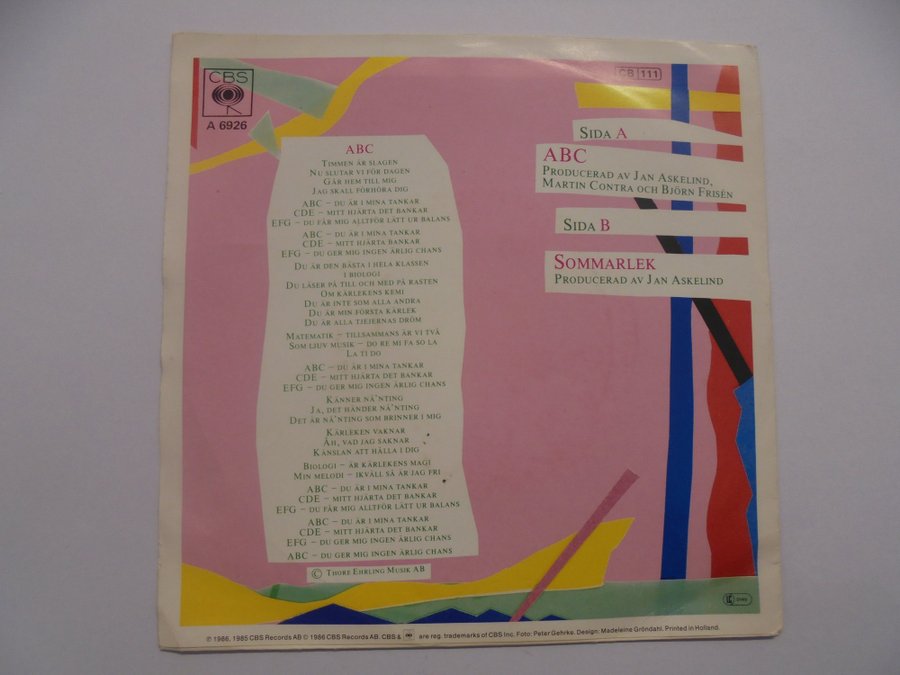 CBS
A 6926
CB 111
ABC
TIMMEN ÄR SLAGEN
NU SLUTAR VI FÖR DAGEN
GÅR HEM TILL MIG
JAG SKALL FÖRHÖRA DIG
ABC – DU ÄR I MINA TANKAR
CDE – MITT HJÄRTA DET BANKAR
EFG – DU FÅR MIG ALLTFÖR LÄTT UR BALANS
ABC – DU ÄR I MINA TANKAR
CDE – MITT HJÄRTA BANKAR
EFG – DU GER MIG INGEN ÄRLIG CHANS
DU ÄR DEN BÄSTA I HELA KLASSEN
I BIOLOGI
DU LÄSER PÅ TILL OCH MED PÅ RASTEN
OM KÄRLEKENS KEMI
DU ÄR INTE SOM ALLA ANDRA
DU ÄR MIN FÖRSTA KÄRLEK
DU ÄR ALLA TJEJERNAS DRÖM
MATEMATIK – TILLSAMMANS ÄR VI TVÅ
SOM LJUV MUSIK – DO RE MI FA SO LA
LA TI DO
ABC – DU ÄR I MINA TANKAR
CDE – MITT HJÄRTA DET BANKAR
EFG – DU GER MIG INGEN ÄRLIG CHANS
KÄNNER NÅ'NTING
JA, DET HÄNDER NÅ'NTING
DET ÄR NÅ'NTING SOM BRINNER I MIG
KÄRLEKEN VAKNAR
ÅH, VAD JAG SAKNAR
KÄNSLAN ATT HÅLLA I DIG
BIOLOGI – ÄR KÄRLEKENS MAGI
MIN MELODI – IKVÄLL SÅ ÄR JAG FRI
ABC – DU ÄR I MINA TANKAR
CDE – MITT HJÄRTA DET BANKAR
EFG – DU FÅR MIG ALLTFÖR LÄTT UR BALANS
ABC – DU ÄR I MINA TANKAR
CDE – MITT HJÄRTA DET BANKAR
EFG – DU GER MIG INGEN ÄRLIG CHANS
ABC – DU GER MIG INGEN ÄRLIG CHANS
© THORE EHRLING MUSIK AB
SIDA A
ABC
PRODUCERAD AV JAN ASKELIND,
MARTIN CONTRA OCH BJÖRN FRISÉN
SIDA B
SOMMARLEK
PRODUCERAD AV JAN ASKELIND
℗ 1986, 1985 CBS Records AB © 1986 CBS Records AB. CBS & are reg. trademarks of CBS Inc. Foto: Peter Gehrke. Design: Madeleine Gröndahl. Printed in Holland.